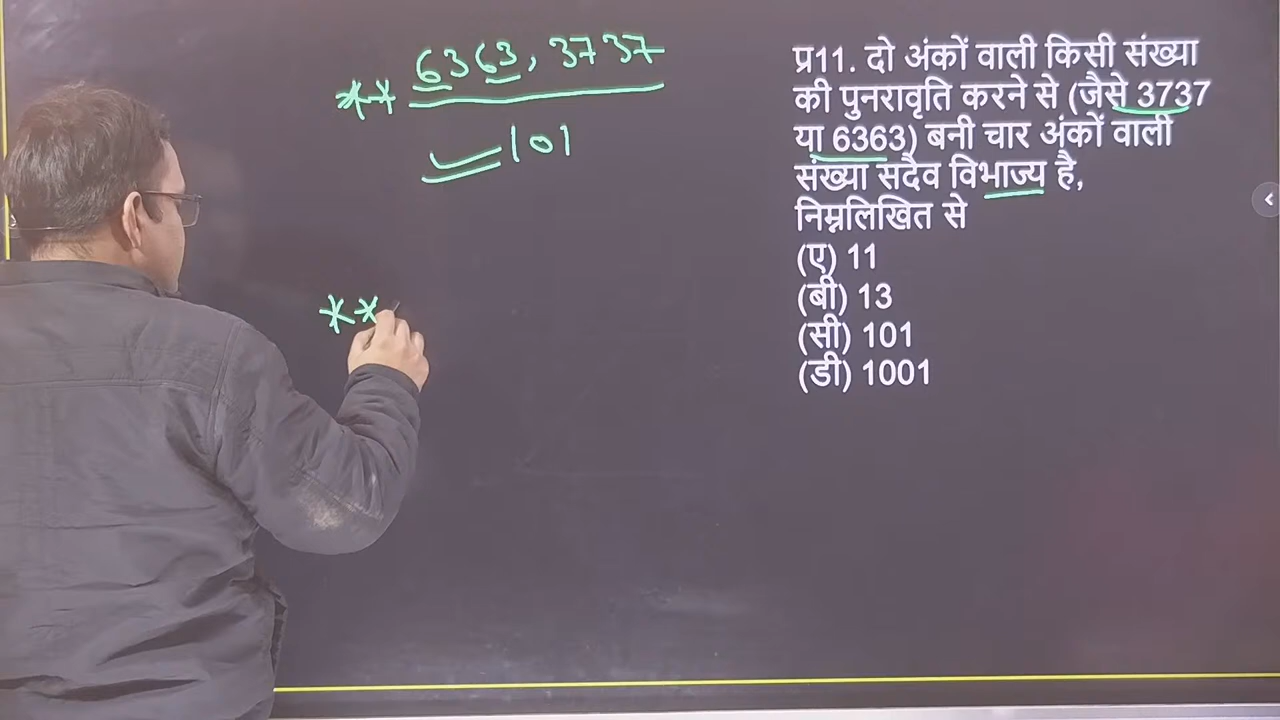 ** 6363, 3737
101
**
प्र11. दो अंकों वाली किसी संख्या
की पुनरावृति करने से (जैसे 3737
या 6363) बनी चार अंकों वाली
संख्या सदैव विभाज्य है,
निम्नलिखित से
(ए) 11
(बी) 13
(सी) 101
(डी) 1001